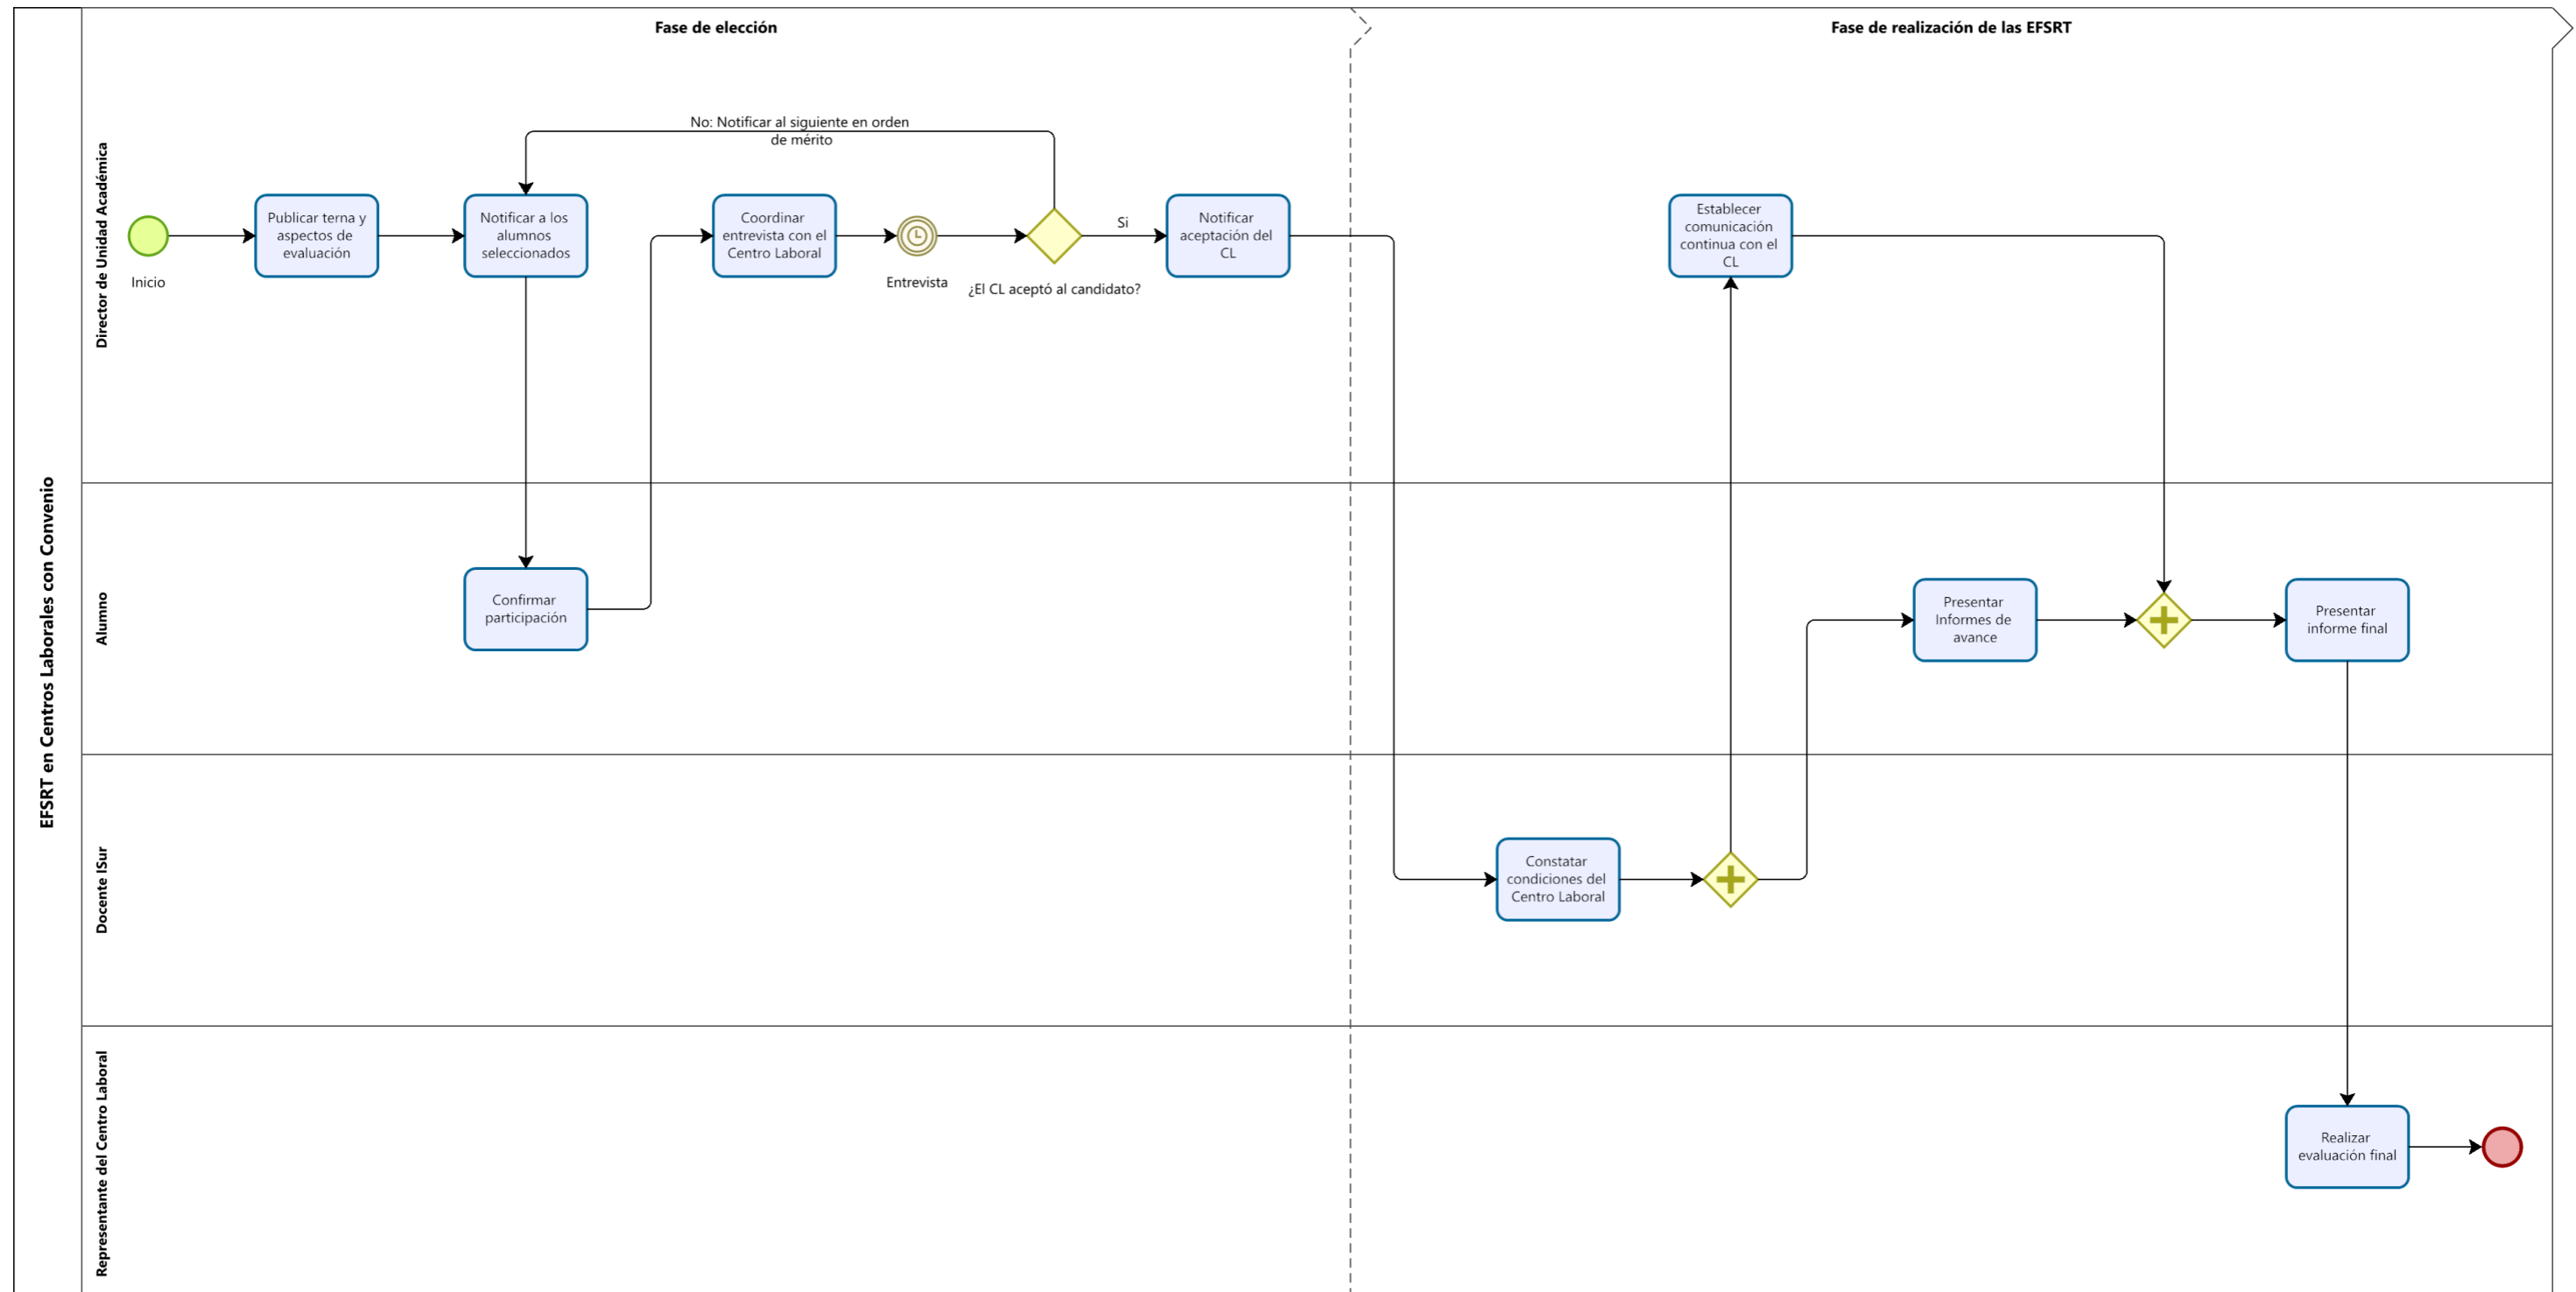 Fase de elección
Fase de realización de las EFSRT
EFSRT en Centros Laborales con Convenio
Director de Unidad Académica
No: Notificar al siguiente en orden
de mérito
Inicio
Publicar terna y
aspectos de
evaluación
Notificar a los
alumnos
seleccionados
Coordinar
entrevista con el
Centro Laboral
Entrevista
¿El CL aceptó al candidato?
Si
Notificar
aceptación del
CL
Establecer
comunicación
continua con el
CL
Alumno
Confirmar
participación
Presentar
Informes de
avance
Presentar
informe final
Docente ISur
Constatar
condiciones del
Centro Laboral
Representante del Centro Laboral
Realizar
evaluación final